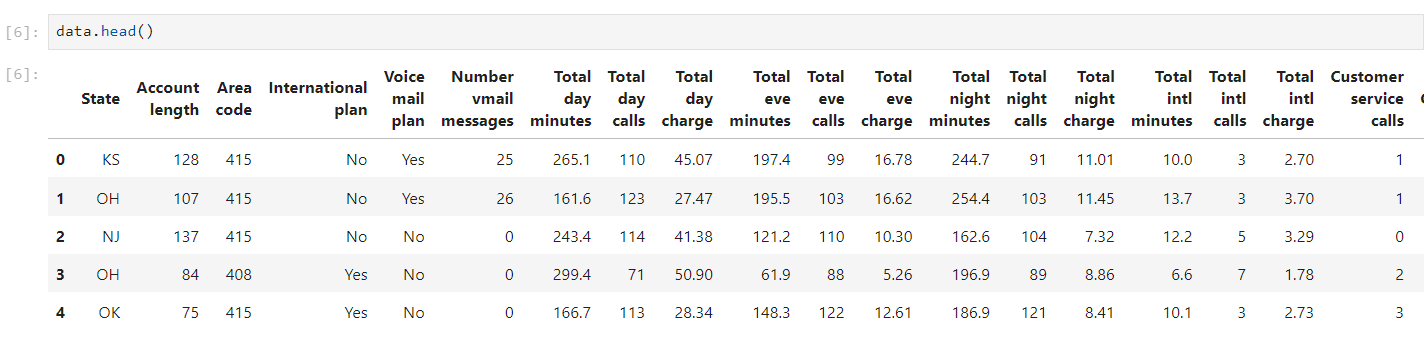 [6]: data.head()
[6]:
State Account length Area code International plan Voice mail plan Number vmail messages Total day minutes Total day calls Total day charge Total eve minutes Total eve calls Total eve charge Total night minutes Total night calls Total night charge Total intl minutes Total intl calls Total intl charge Customer service calls
0 KS 128 415 No Yes 25 265.1 110 45.07 197.4 99 16.78 244.7 91 11.01 10.0 3 2.70 1
1 OH 107 415 No Yes 26 161.6 123 27.47 195.5 103 16.62 254.4 103 11.45 13.7 3 3.70 1
2 NJ 137 415 No No 0 243.4 114 41.38 121.2 110 10.30 162.6 104 7.32 12.2 5 3.29 0
3 OH 84 408 Yes No 0 299.4 71 50.90 61.9 88 5.26 196.9 89 8.86 6.6 7 1.78 2
4 OK 75 415 Yes No 0 166.7 113 28.34 148.3 122 12.61 186.9 121 8.41 10.1 3 2.73 3